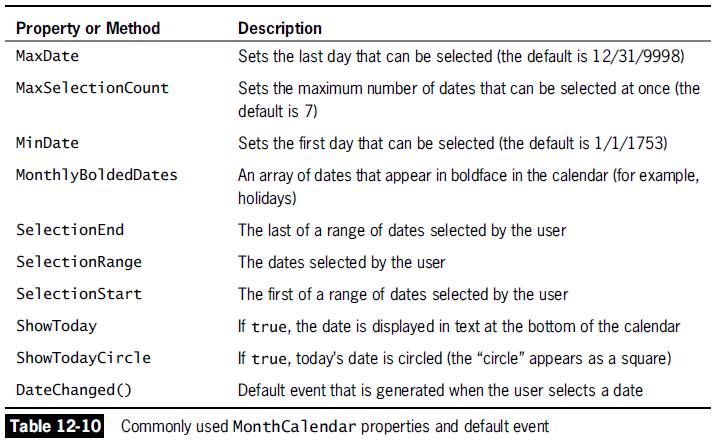 Property or Method Description
MaxDate Sets the last day that can be selected (the default is 12/31/9998)
MaxSelectionCount Sets the maximum number of dates that can be selected at once (the
default is 7)
MinDate Sets the first day that can be selected (the default is 1/1/1753)
MonthlyBoldedDates An array of dates that appear in boldface in the calendar (for example,
holidays)
SelectionEnd The last of a range of dates selected by the user
SelectionRange The dates selected by the user
SelectionStart The first of a range of dates selected by the user
ShowToday If true, the date is displayed in text at the bottom of the calendar
ShowTodayCircle If true, today's date is circled (the “circle” appears as a square)
DateChanged() Default event that is generated when the user selects a date
Table 12-10 Commonly used MonthCalendar properties and default event